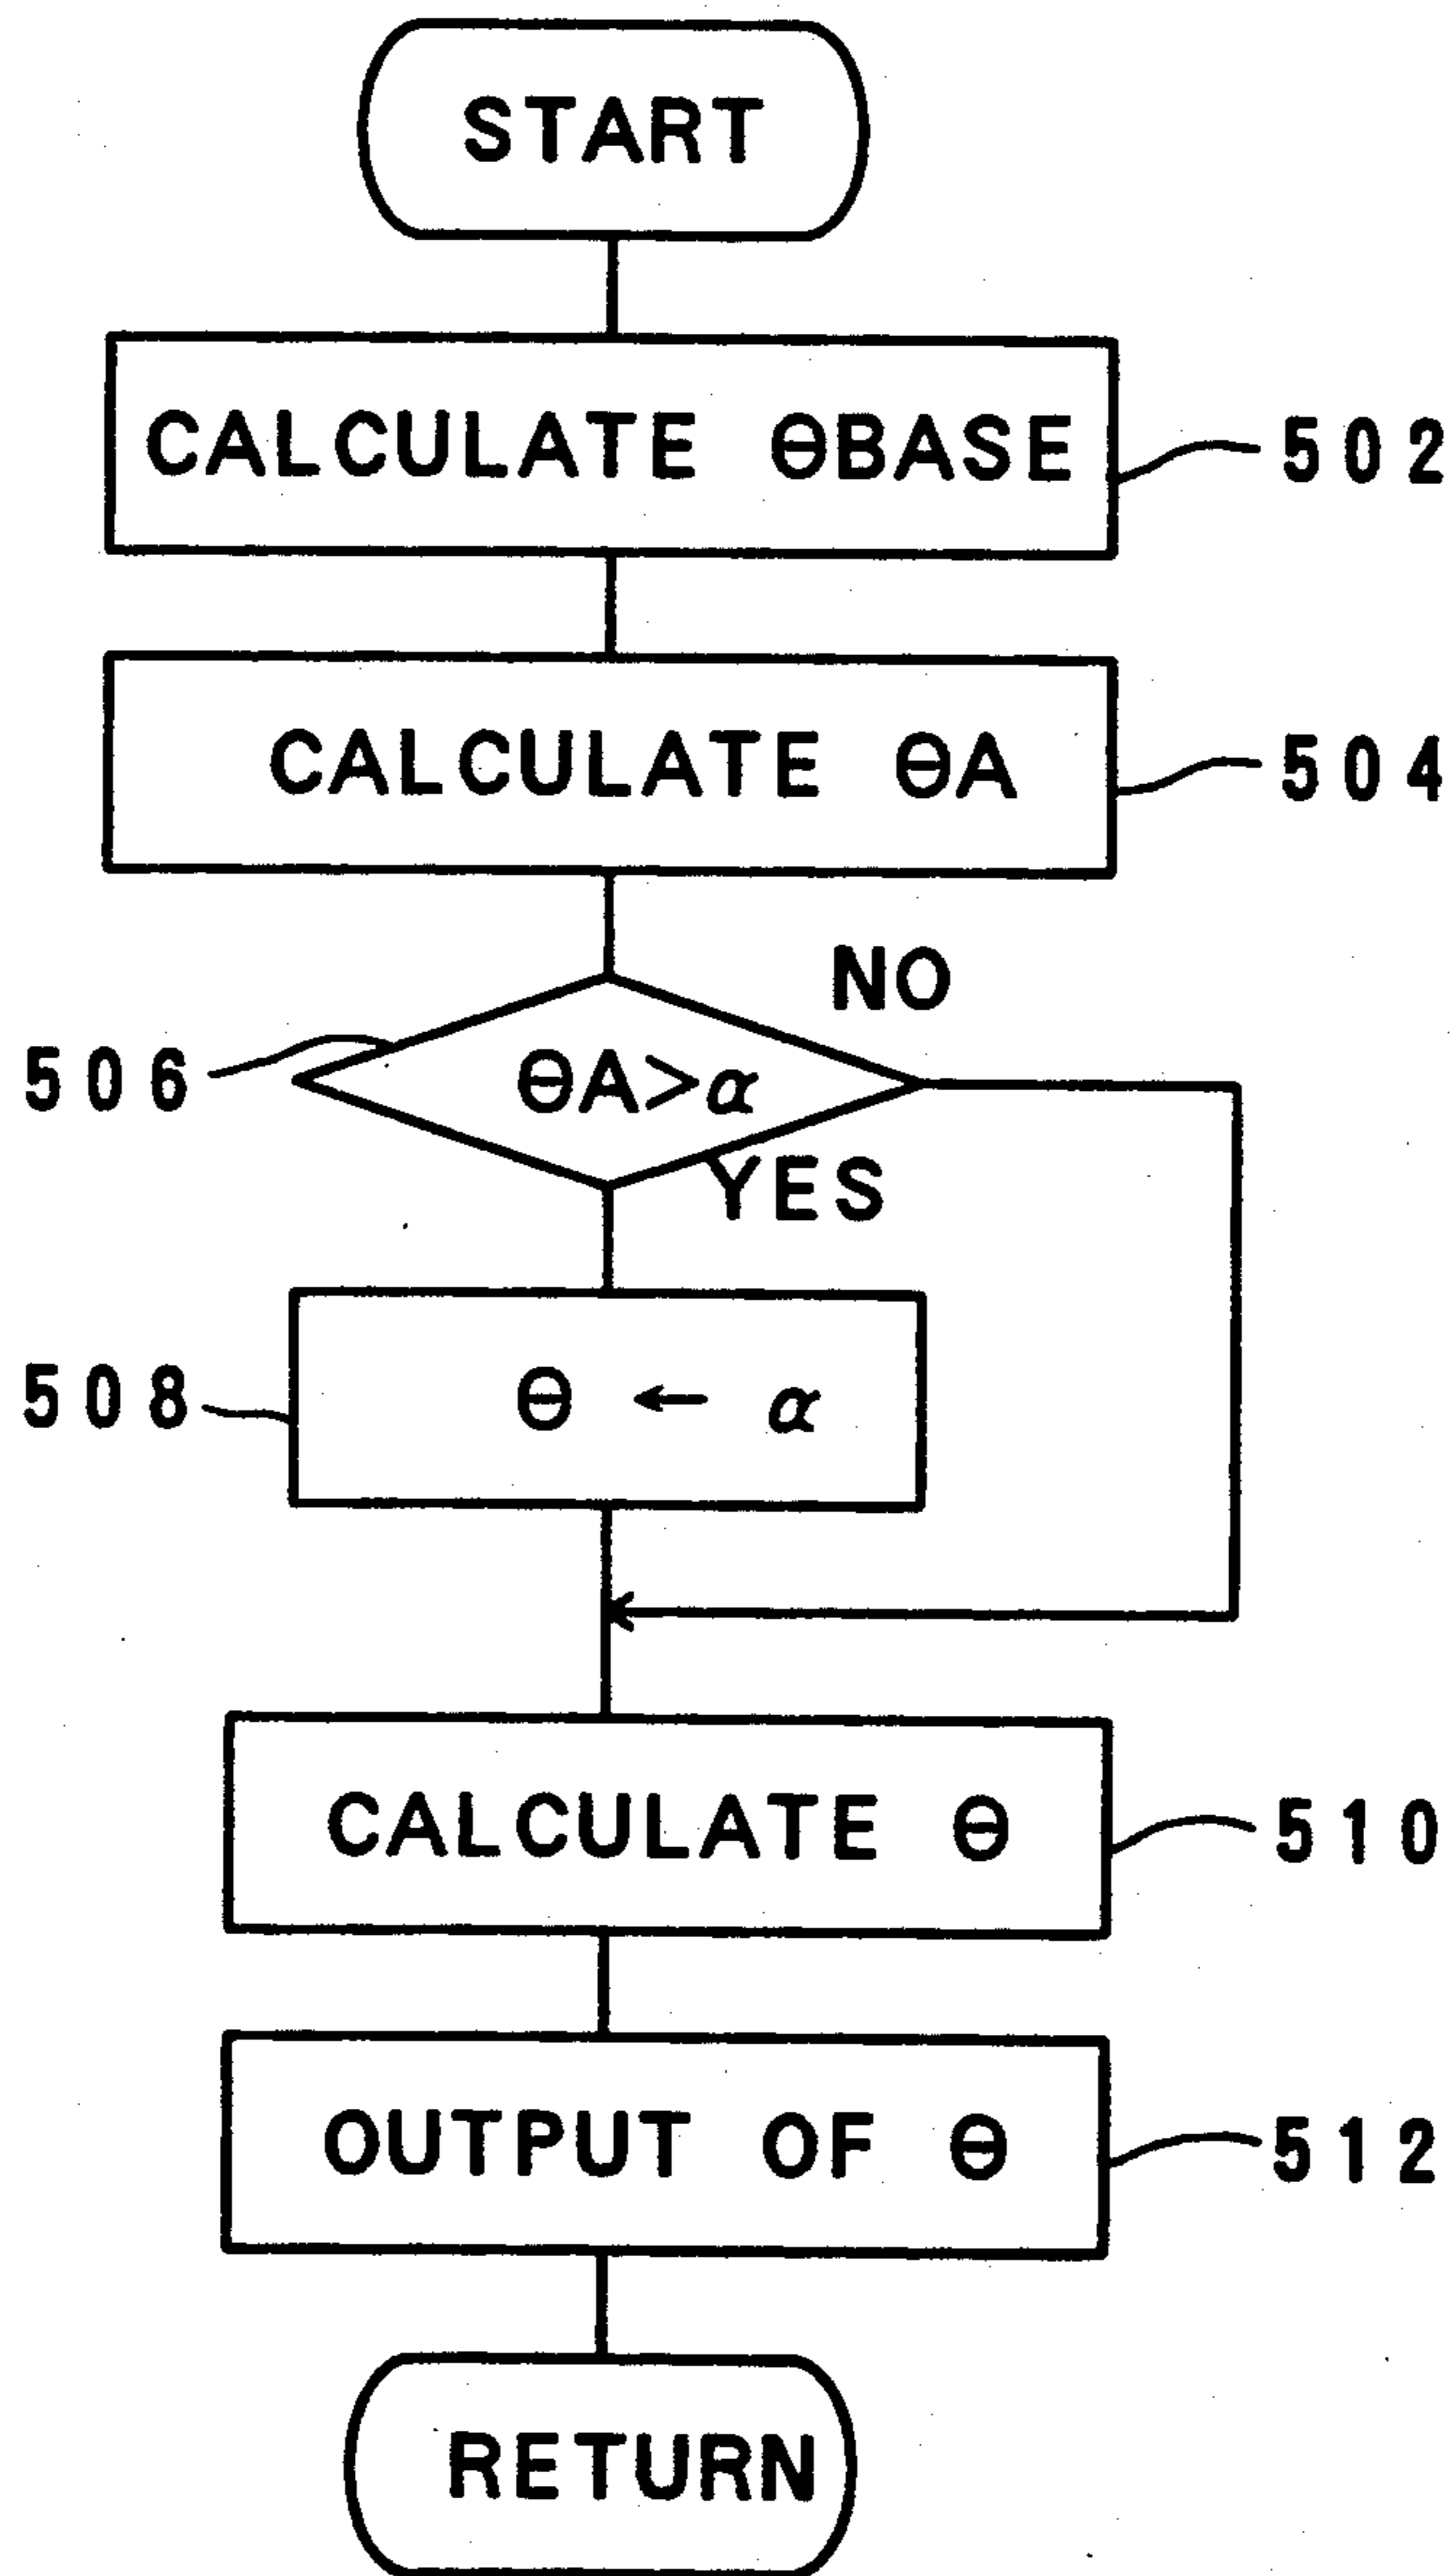 START
CALCULATE ΘBASE
502
CALCULATE ΘA
504
NO
506
ΘA>α
YES
508
Θ ← α
CALCULATE Θ
510
OUTPUT OF Θ
512
RETURN